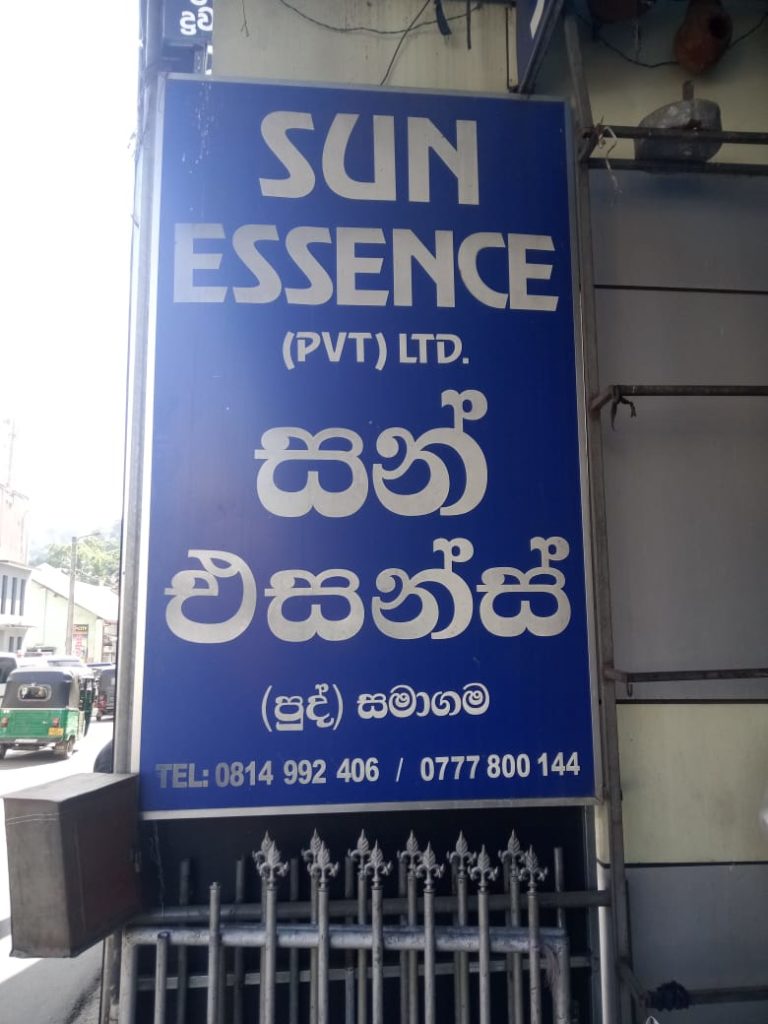 SUN
ESSENCE
(PVT) LTD.
සන්
එසන්ස්
(පුද්) සමාගම
TEL: 0814 992 406 / 0777 800 144